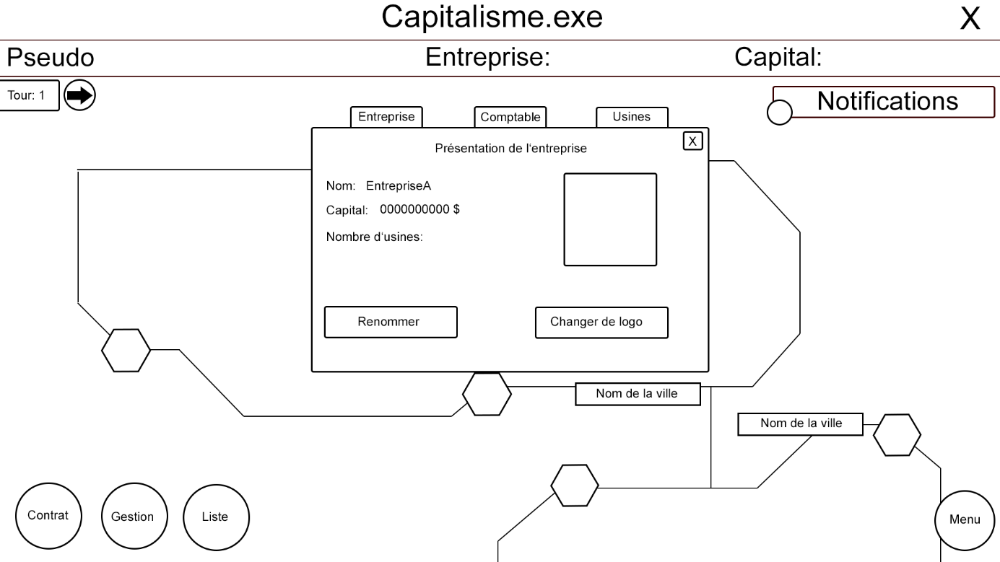 Capitalisme.exe
X
Pseudo
Entreprise:
Capital:
Tour: 1
Notifications
Entreprise
Comptable
Usines
X
Présentation de l'entreprise
Nom: EntrepriseA
Capital: 0000000000 $
Nombre d'usines:
Renommer
Changer de logo
Nom de la ville
Nom de la ville
Contrat
Gestion
Liste
Menu